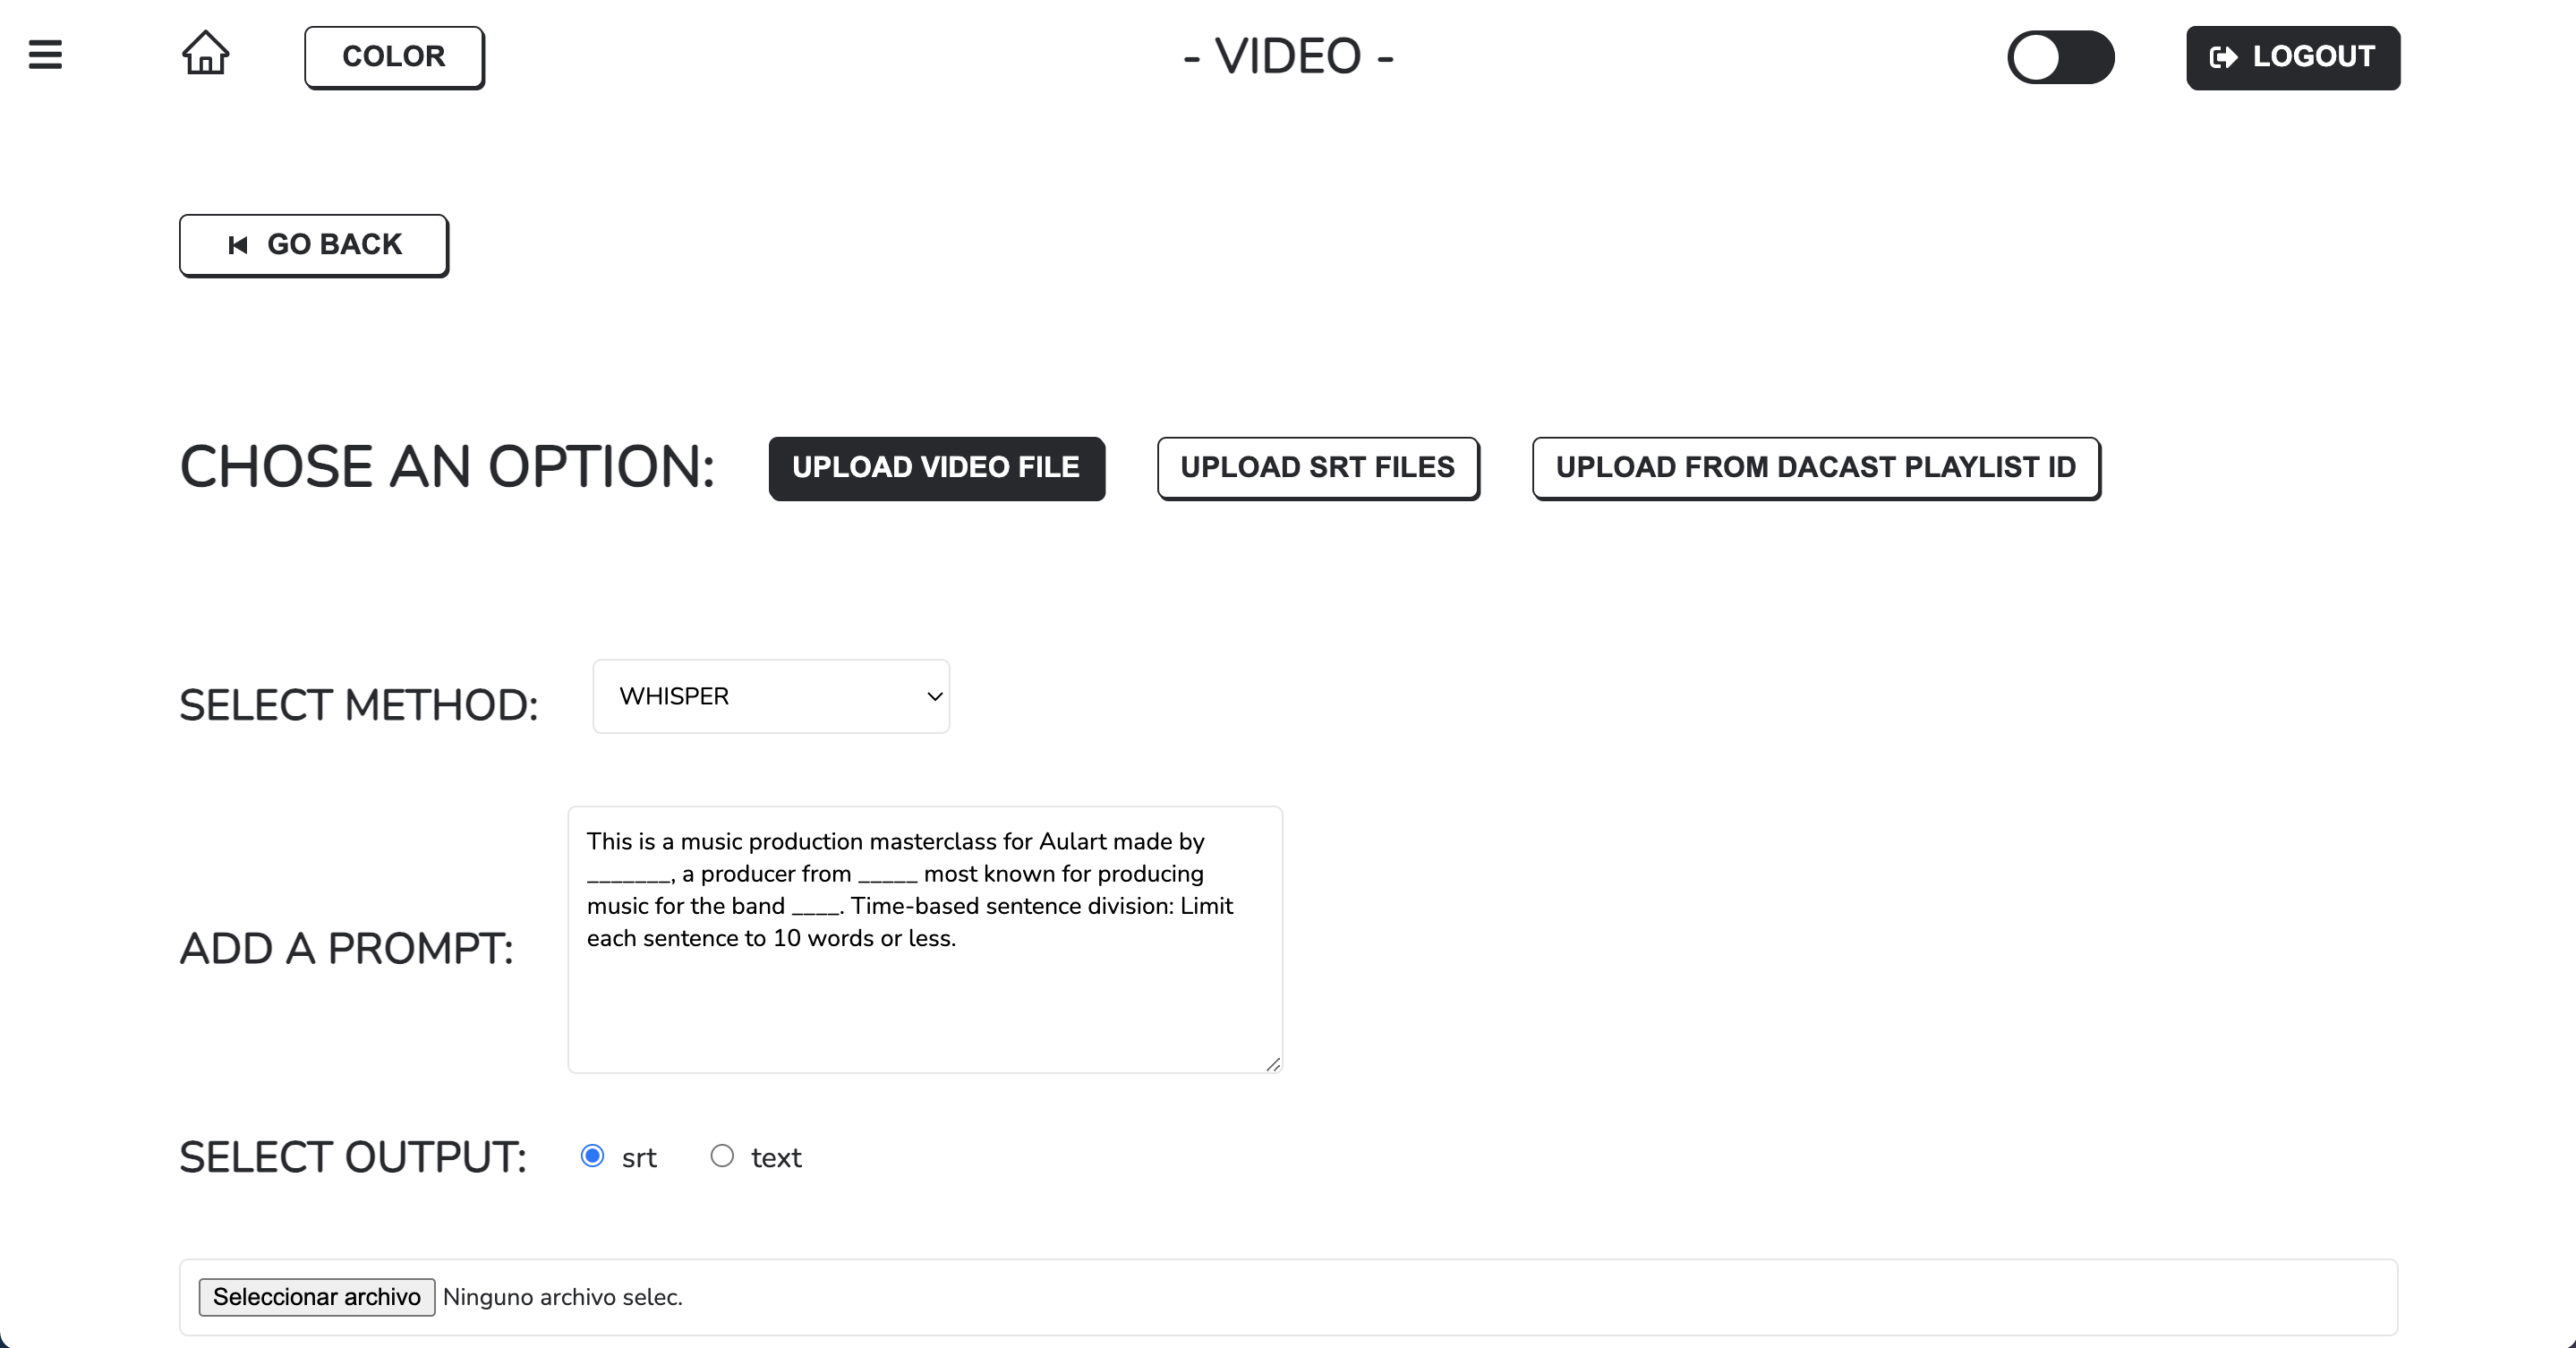 COLOR
- VIDEO -
LOGOUT
GO BACK
CHOSE AN OPTION:
UPLOAD VIDEO FILE
UPLOAD SRT FILES
UPLOAD FROM DACAST PLAYLIST ID
SELECT METHOD:
WHISPER
ADD A PROMPT:
This is a music production masterclass for Aulart made by
_______, a producer from _____ most known for producing
music for the band ____. Time-based sentence division: Limit
each sentence to 10 words or less.
SELECT OUTPUT:
srt
text
Seleccionar archivo Ninguno archivo selec.